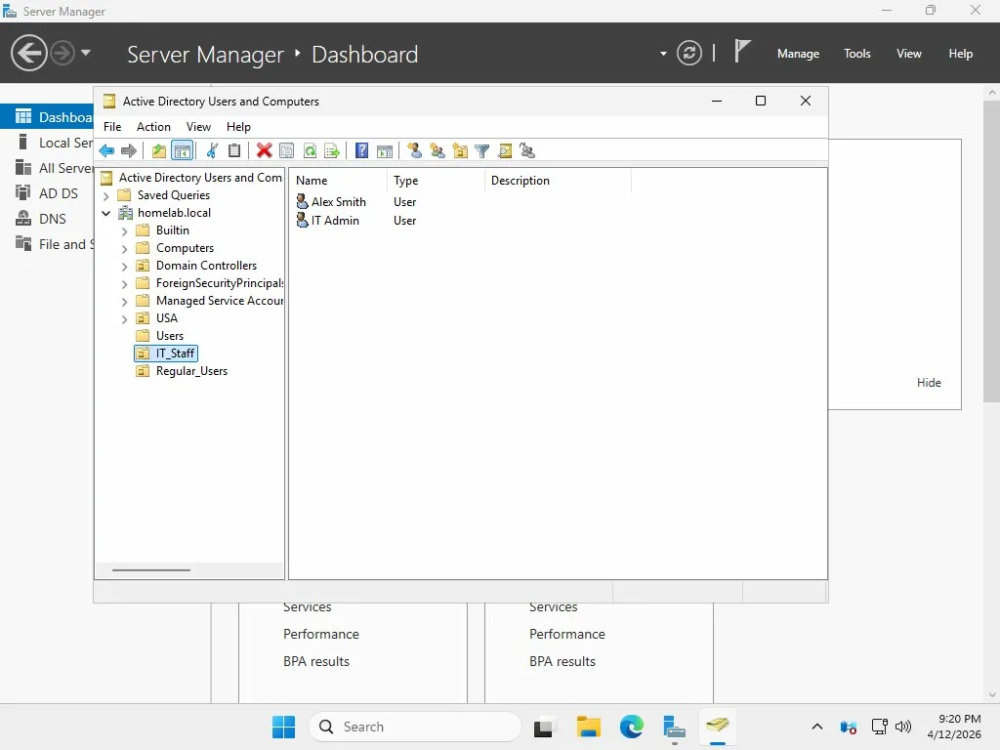 Server Manager
Server Manager ‣ Dashboard
Manage Tools View Help
Active Directory Users and Computers
File Action View Help
Dashboa
Local Ser
All Server
AD DS
DNS
File and S
Active Directory Users and Com
Saved Queries
homelab.local
Builtin
Computers
Domain Controllers
ForeignSecurityPrincipals
Managed Service Accour
USA
Users
IT_Staff
Regular_Users
Name Type Description
Alex Smith User
IT Admin User
Hide
Services Services
Performance Performance
BPA results BPA results
Search
9:20 PM
4/12/2026